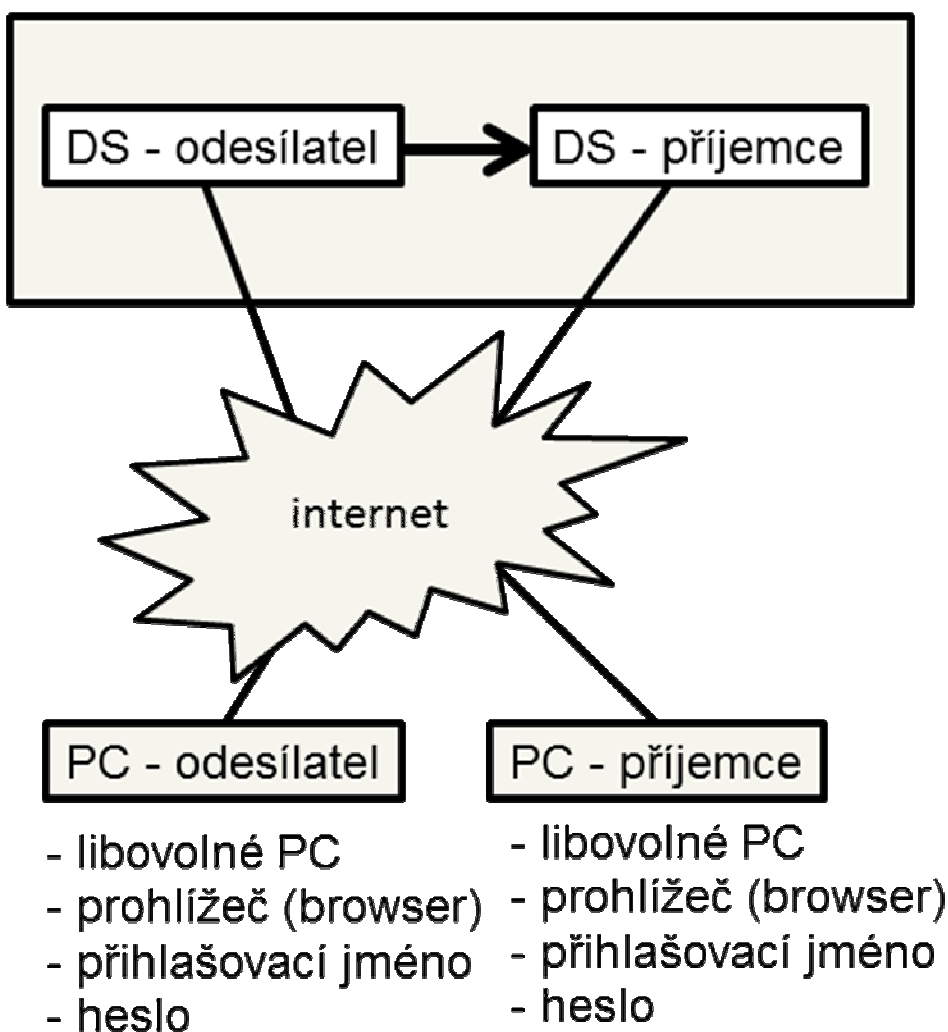 DS - odesílatel
DS - příjemce
internet
PC - odesílatel
- libovolné PC
- prohlížeč (browser)
- přihlašovací jméno
- heslo
PC - příjemce
- libovolné PC
- prohlížeč (browser)
- přihlašovací jméno
- heslo